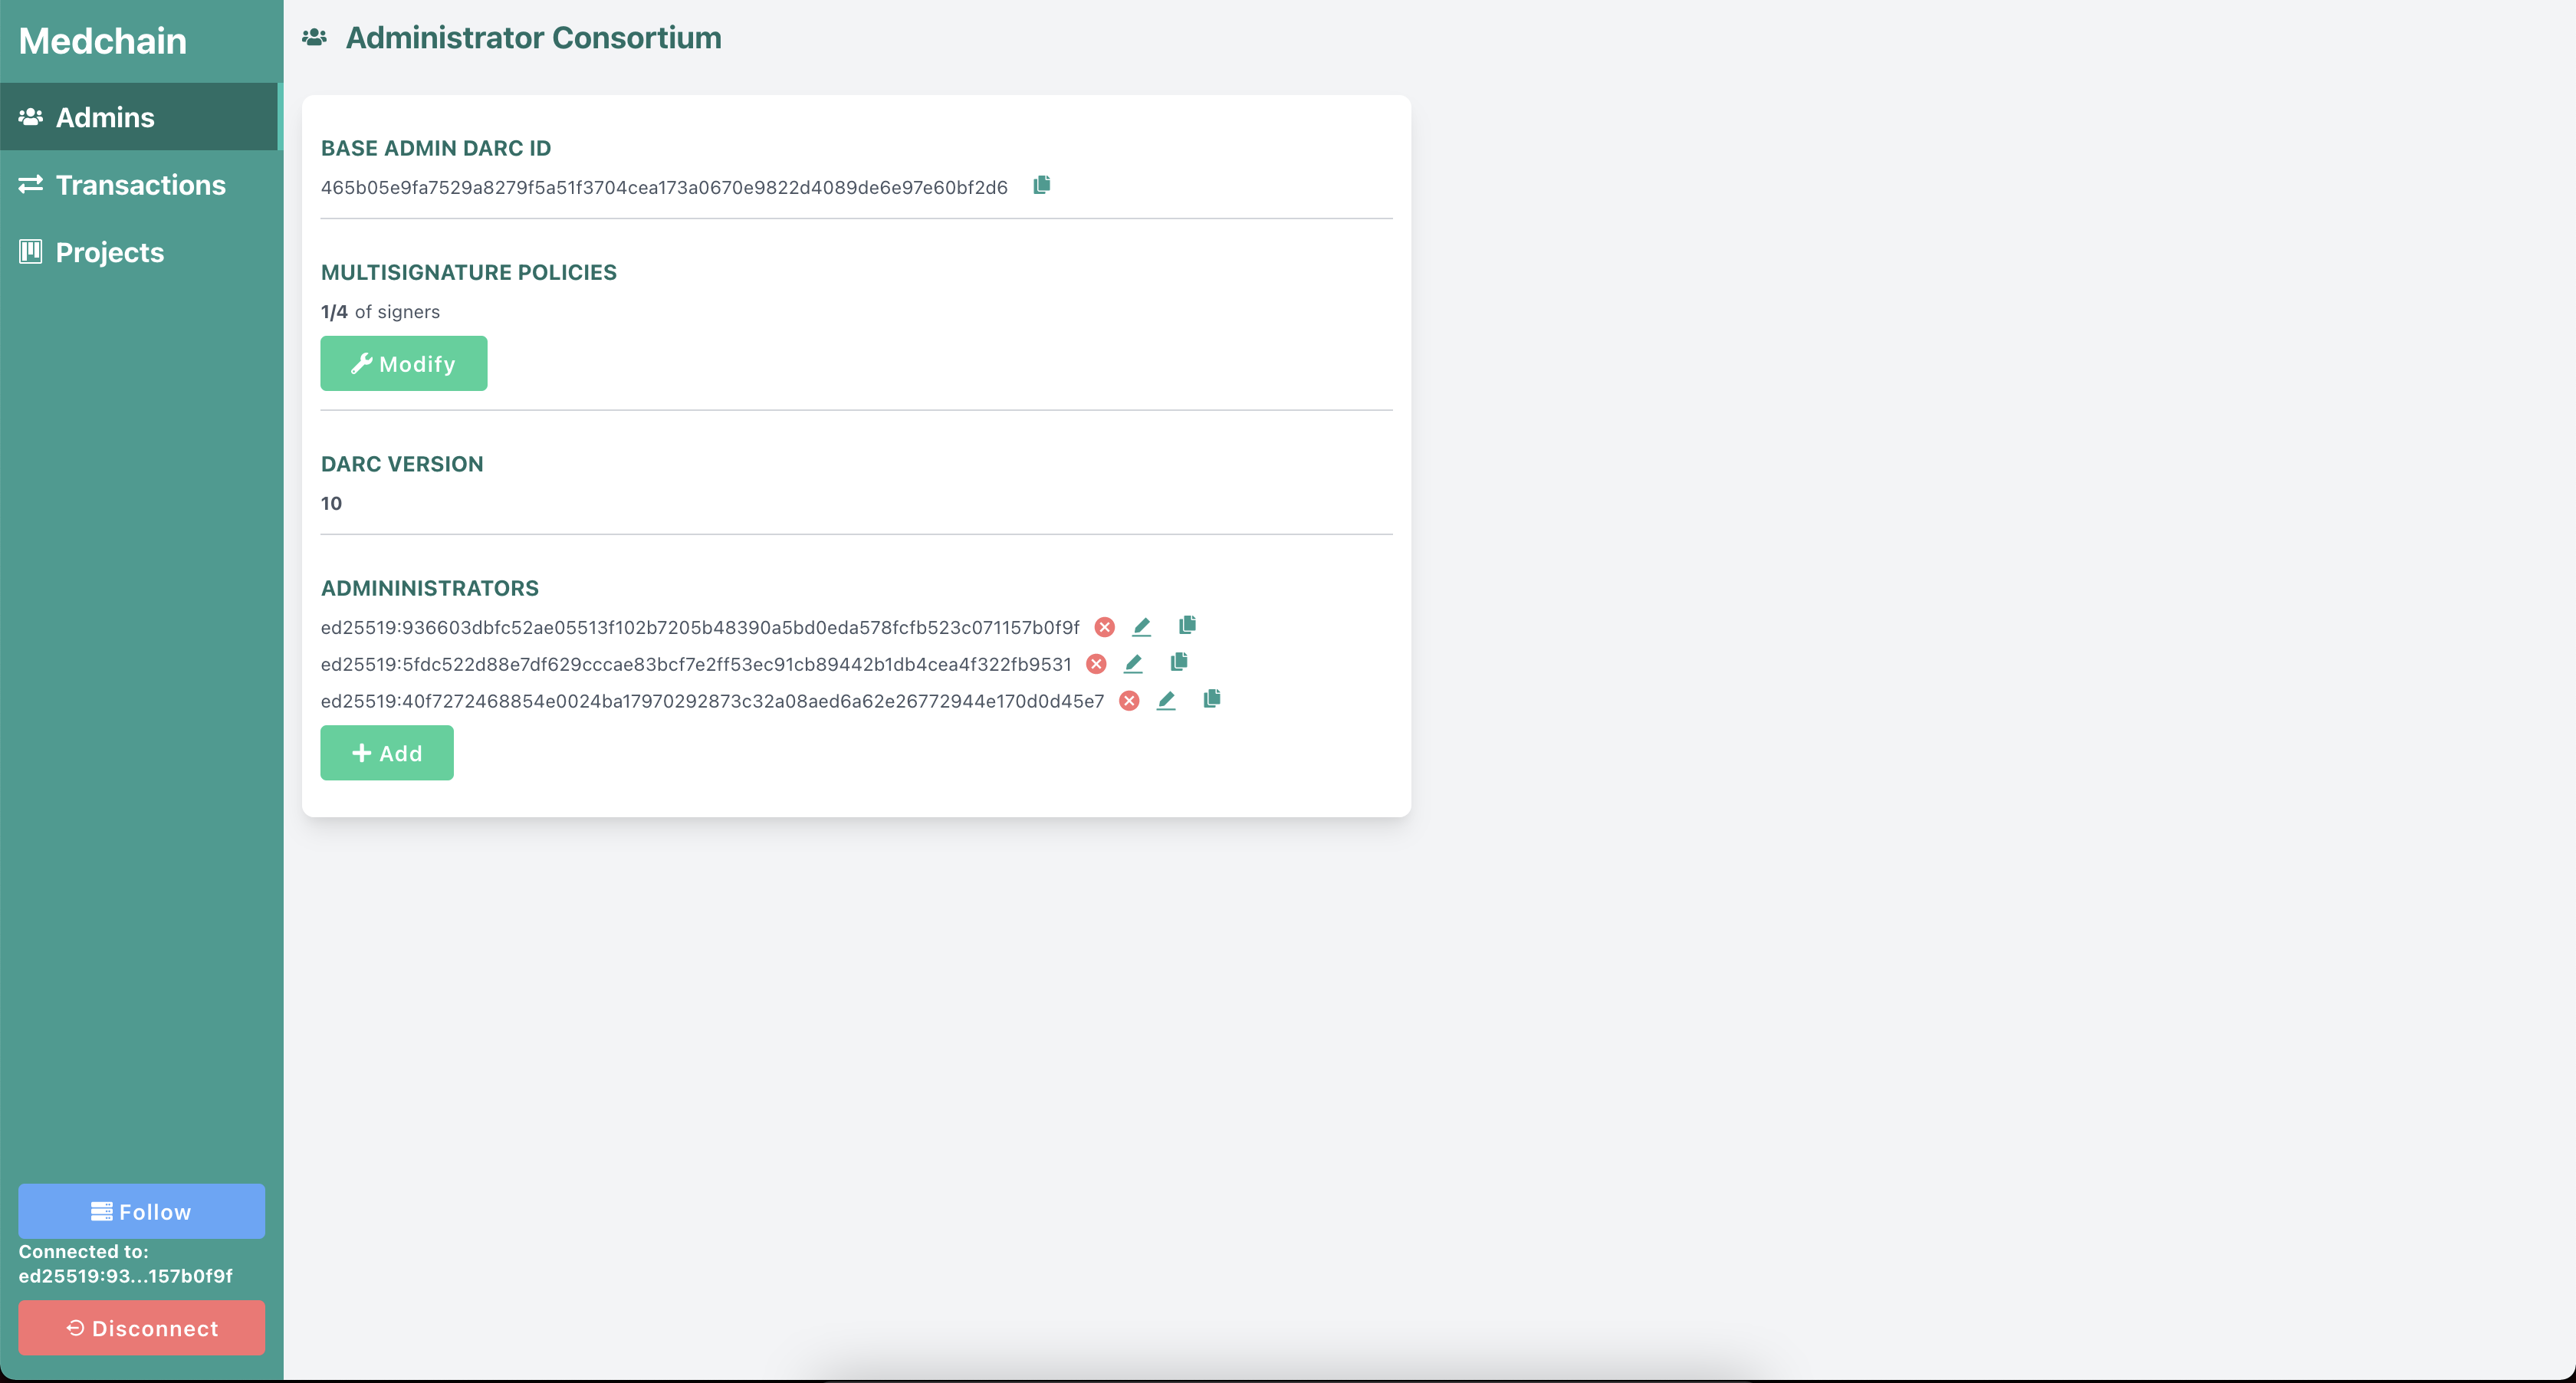 Medchain
Admins
Transactions
Projects
Follow
Connected to:
ed25519:93...157b0f9f
Disconnect
Administrator Consortium
BASE ADMIN DARC ID
465b05e9fa7529a8279f5a51f3704cea173a0670e9822d4089de6e97e60bf2d6
MULTISIGNATURE POLICIES
1/4 of signers
Modify
DARC VERSION
10
ADMININISTRATORS
ed25519:936603dbfc52ae05513f102b7205b48390a5bd0eda578fcfb523c071157b0f9f
ed25519:5fdc522d88e7df629cccae83bcf7e2ff53ec91cb89442b1db4cea4f322fb9531
ed25519:40f7272468854e0024ba17970292873c32a08aed6a62e26772944e170d0d45e7
Add